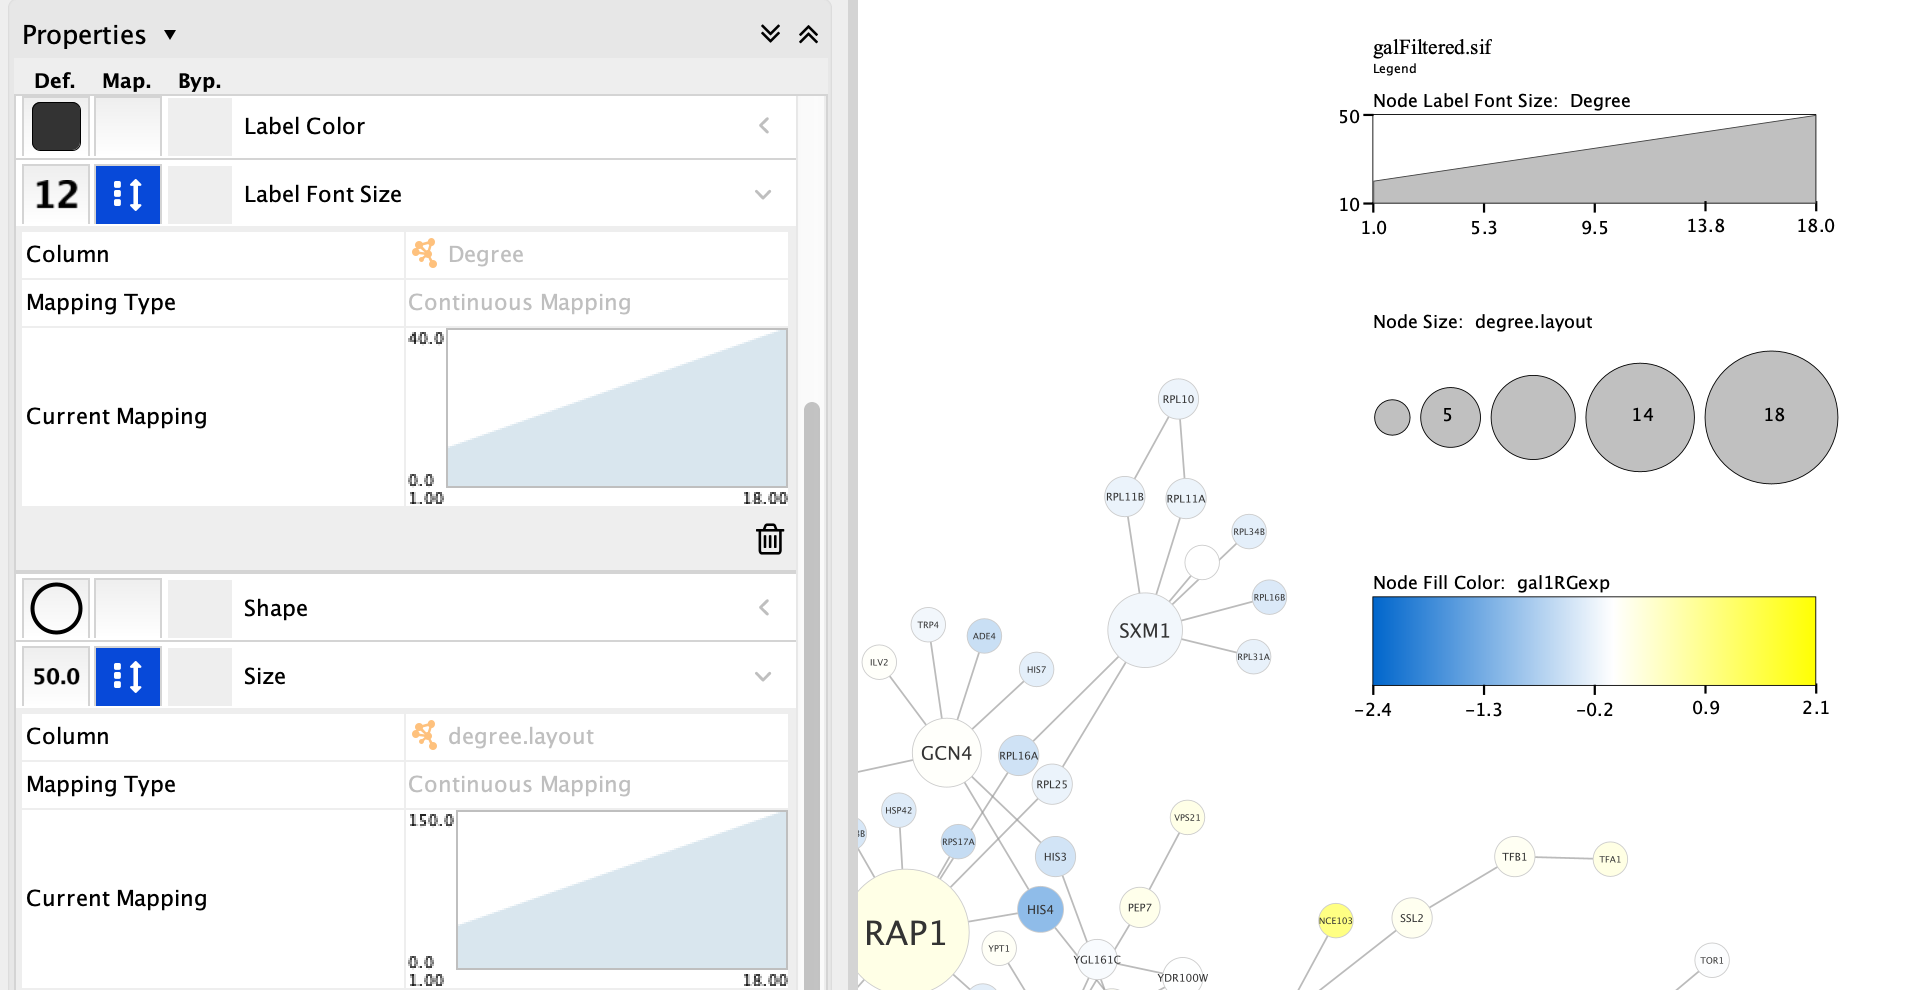 Properties
Def. Map. Byp.
Label Color
12 Label Font Size
Column Degree
Mapping Type Continuous Mapping
Current Mapping
40.0
0.0
1.00 18.00
Shape
50.0 Size
Column degree.layout
Mapping Type Continuous Mapping
Current Mapping
150.0
0.0
1.00 18.00
galFiltered.sif
Legend
Node Label Font Size: Degree
50
10
1.0 5.3 9.5 13.8 18.0
Node Size: degree.layout
5 14 18
Node Fill Color: gal1RGexp
-2.4 -1.3 -0.2 0.9 2.1
RPL10
RPL11B RPL11A
RPL34B
RPL16B
SXM1
RPL31A
TRP4
ADE4
ILV2
HIS7
GCN4
RPL16A
RPL25
HSP42
VPS21
RPS17A
HIS3
TFB1 TFA1
HIS4
PEP7
NCE103
SSL2
RAP1
YPT1
YGL161C
TOR1
YDR100W